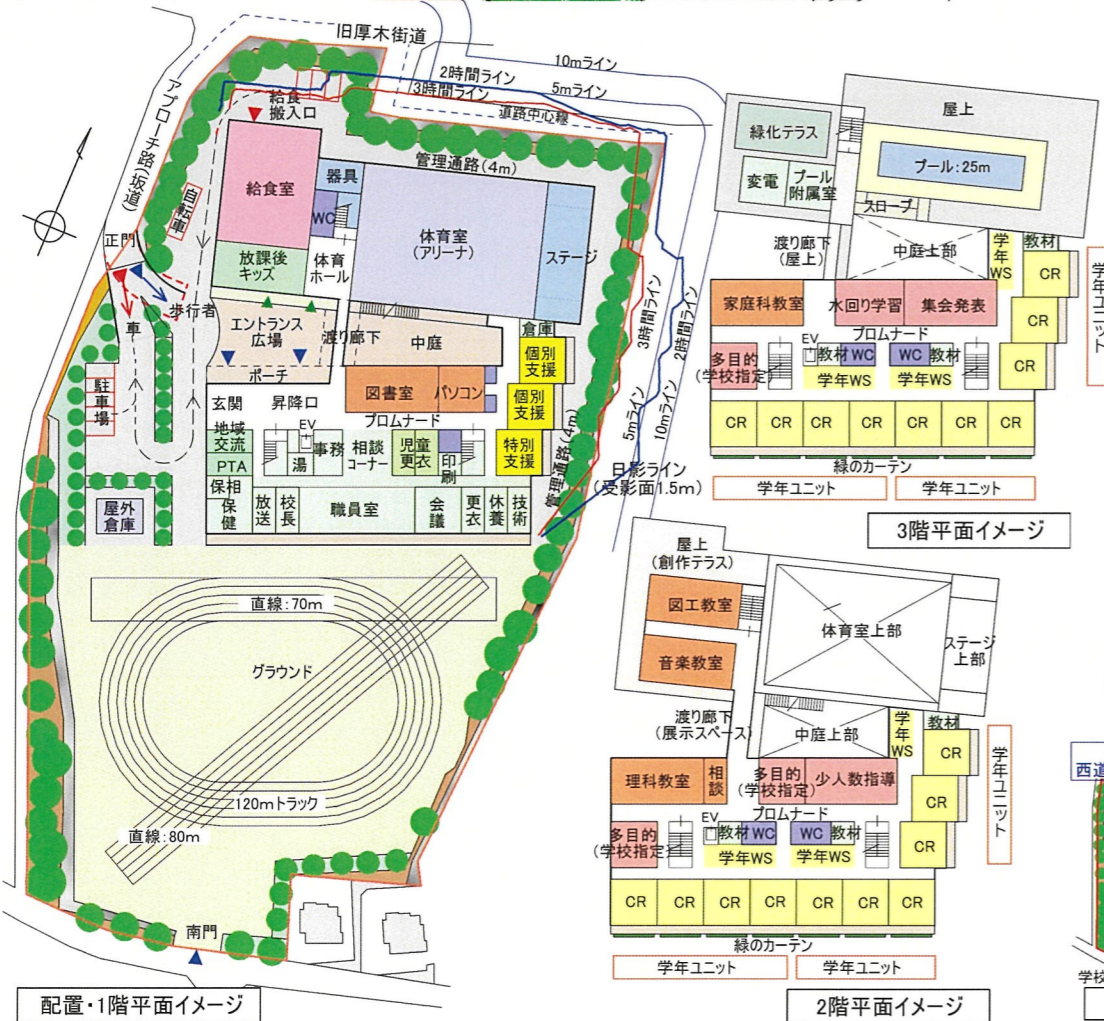 旧厚木街道
アプローチ路(坂道)
10mライン
2時間ライン
5mライン
3時間ライン
道路中心線
給食
搬入口
管理通路(4m)
自転車
給食室
器具
WC
体育室
(アリーナ)
ステージ
正門
放課後
キッズ
体育
ホール
歩行者
車
エントランス
広場
渡り廊下
中庭
倉庫
個別
支援
3時間ライン
2時間ライン
ポーチ
駐車場
玄関
昇降口
図書室
パソコン
個別
支援
5mライン
10mライン
プロムナード
地域
交流
EV
事務
相談
コーナー
児童
更衣
特別
支援
PTA
湯
印刷
管理通路(4m)
日影ライン
(受影面1.5m)
保相
保健
放送
校長
職員室
会議
更衣
休養
技術
屋外
倉庫
直線:70m
グラウンド
120mトラック
直線:80m
南門
配置・1階平面イメージ
屋上
緑化テラス
プール:25m
変電
プール
附属室
スロープ
渡り廊下
(屋上)
中庭上部
学年WS
教材
CR
学年ユニット
家庭科教室
水回り学習
集会発表
CR
プロムナード
多目的
(学校指定)
EV
教材
WC
WC
教材
CR
学年WS
学年WS
CR
CR
CR
CR
CR
CR
CR
緑のカーテン
学年ユニット
学年ユニット
3階平面イメージ
屋上
(創作テラス)
図工教室
体育室上部
ステージ
上部
音楽教室
渡り廊下
(展示スペース)
中庭上部
学年WS
教材
CR
学年ユニット
理科教室
相談
多目的
(学校指定)
少人数指導
CR
プロムナード
多目的
(学校指定)
EV
教材
WC
WC
教材
CR
学年WS
学年WS
CR
CR
CR
CR
CR
CR
CR
緑のカーテン
学年ユニット
学年ユニット
2階平面イメージ
西道
学校